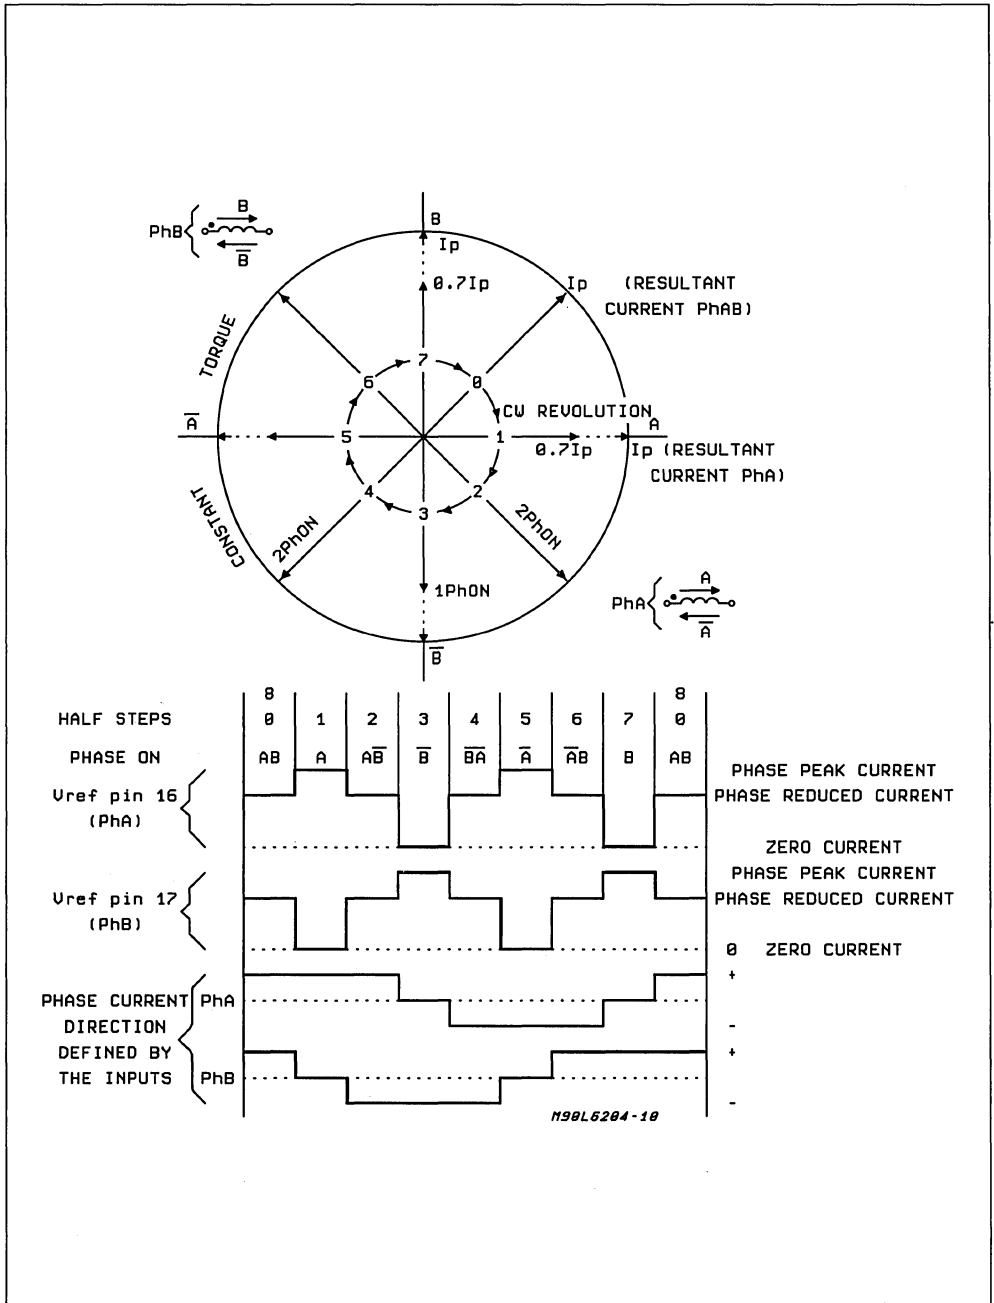 B
PhB
B̅
B
Ip
0.7Ip
Ip (RESULTANT
CURRENT PhAB)
TORQUE
7
6
0
CW REVOLUTION
A̅
A
5
1
0.7Ip
Ip (RESULTANT
CURRENT PhA)
4
2
3
CONSTANT
2PhON
2PhON
1PhON
A
PhA
A̅
B̅
8 8
HALF STEPS 0 1 2 3 4 5 6 7 0
PHASE ON AB A AB̅ B̅ B̅A̅ A̅ A̅B B AB
PHASE PEAK CURRENT
Vref pin 16 PHASE REDUCED CURRENT
(PhA)
ZERO CURRENT
PHASE PEAK CURRENT
Vref pin 17 PHASE REDUCED CURRENT
(PhB)
0 ZERO CURRENT
+
PHASE CURRENT PhA
DIRECTION -
DEFINED BY +
THE INPUTS PhB
-
M90L6204-10